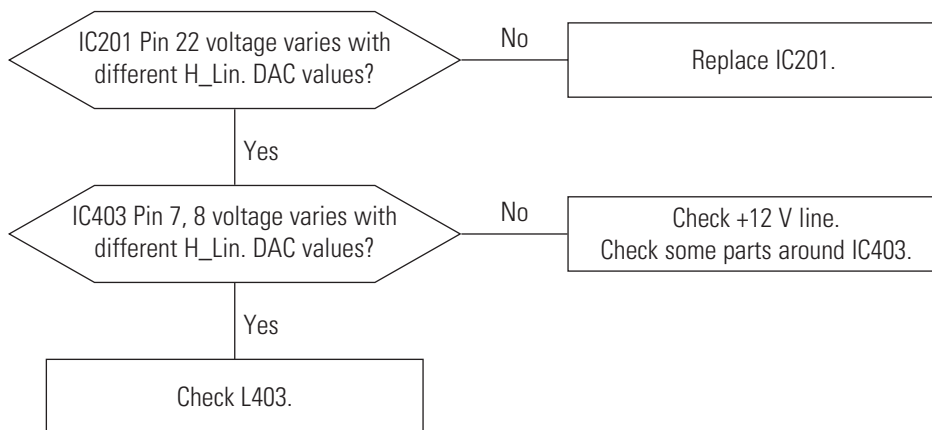 IC201 Pin 22 voltage varies with
different H_Lin. DAC values?
No
Replace IC201.
Yes
IC403 Pin 7, 8 voltage varies with
different H_Lin. DAC values?
No
Check +12 V line.
Check some parts around IC403.
Yes
Check L403.